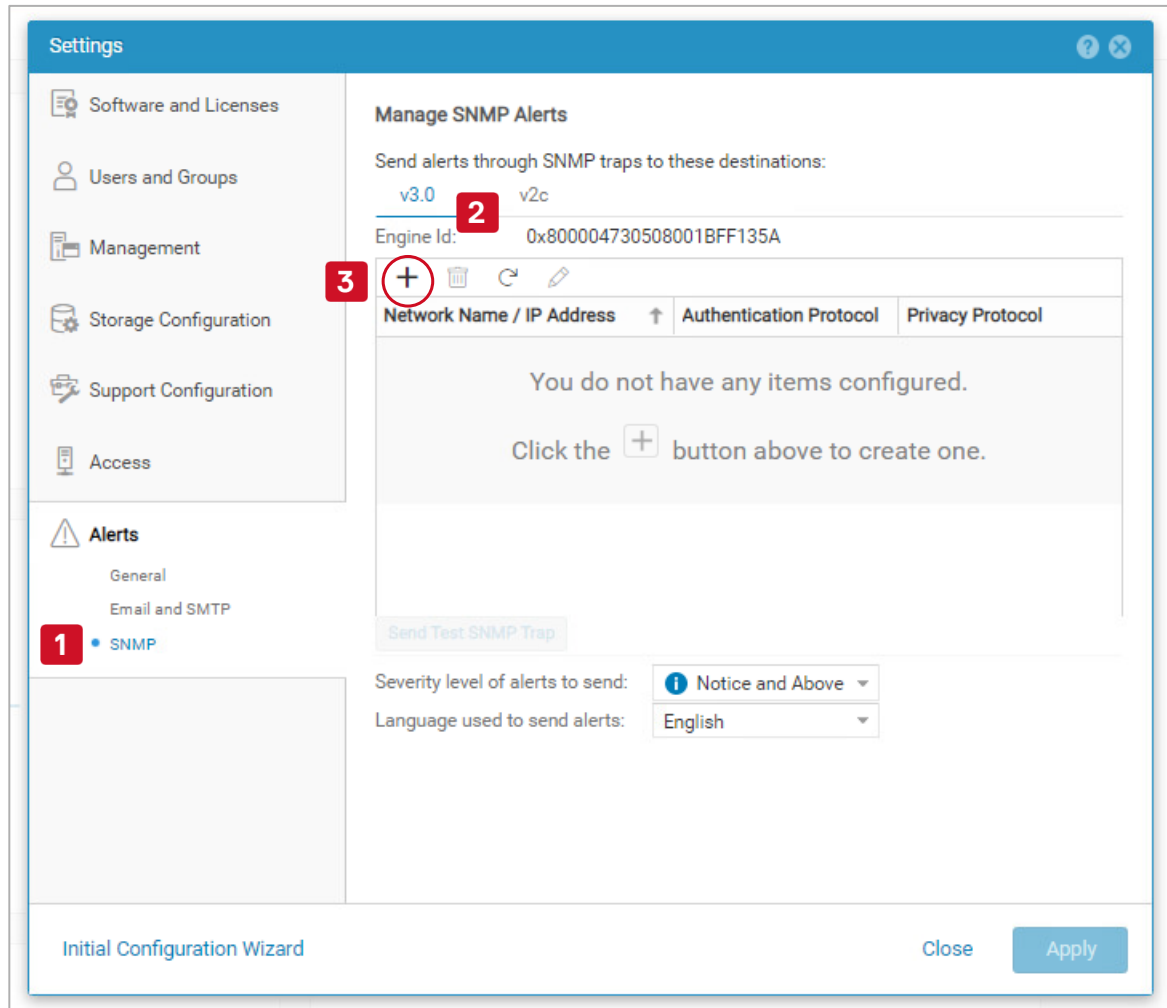 Settings
Software and Licenses
Users and Groups
Management
Storage Configuration
Support Configuration
Access
Alerts
General
Email and SMTP
1
SNMP
Manage SNMP Alerts
Send alerts through SNMP traps to these destinations:
v3.0 2 v2c
Engine Id: 0x800004730508001BFF135A
3
Network Name / IP Address Authentication Protocol Privacy Protocol
You do not have any items configured.
Click the + button above to create one.
Send Test SNMP Trap
Severity level of alerts to send: Notice and Above
Language used to send alerts: English
Initial Configuration Wizard Close Apply